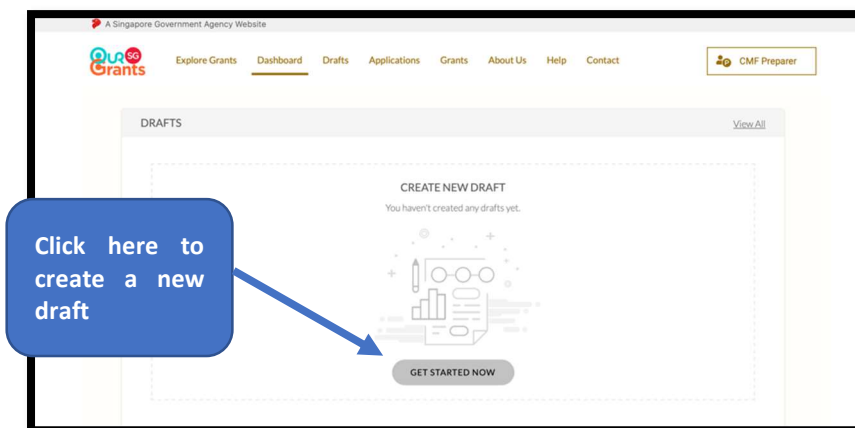 A Singapore Government Agency Website
OUR SG
Grants
Explore Grants Dashboard Drafts Applications Grants About Us Help Contact
CMF Preparer
DRAFTS
View All
CREATE NEW DRAFT
You haven't created any drafts yet.
Click here to
create a new
draft
GET STARTED NOW